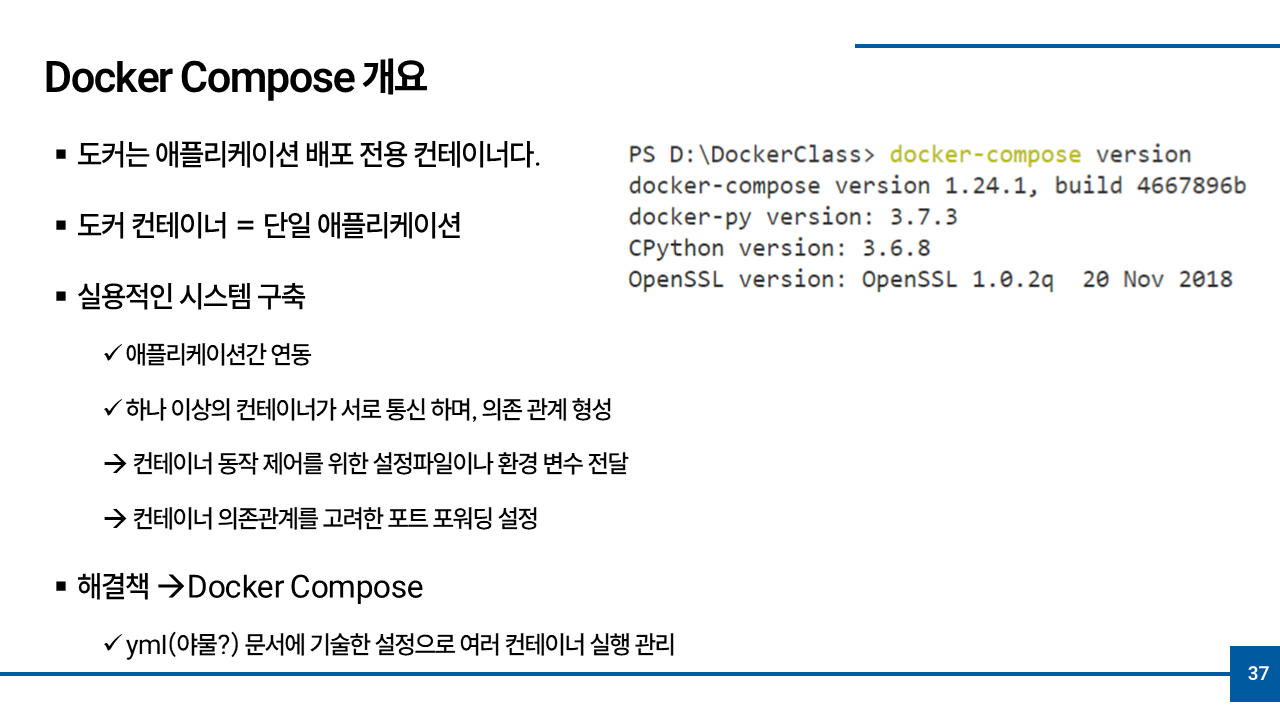 Docker Compose 개요
▪ 도커는 애플리케이션 배포 전용 컨테이너다.
▪ 도커 컨테이너 = 단일 애플리케이션
▪ 실용적인 시스템 구축
✓ 애플리케이션간 연동
✓ 하나 이상의 컨테이너가 서로 통신 하며, 의존 관계 형성
→ 컨테이너 동작 제어를 위한 설정파일이나 환경 변수 전달
→ 컨테이너 의존관계를 고려한 포트 포워딩 설정
▪ 해결책 →Docker Compose
✓ yml(야물?) 문서에 기술한 설정으로 여러 컨테이너 실행 관리
PS D:\DockerClass> docker-compose version
docker-compose version 1.24.1, build 4667896b
docker-py version: 3.7.3
CPython version: 3.6.8
OpenSSL version: OpenSSL 1.0.2q  20 Nov 2018
37